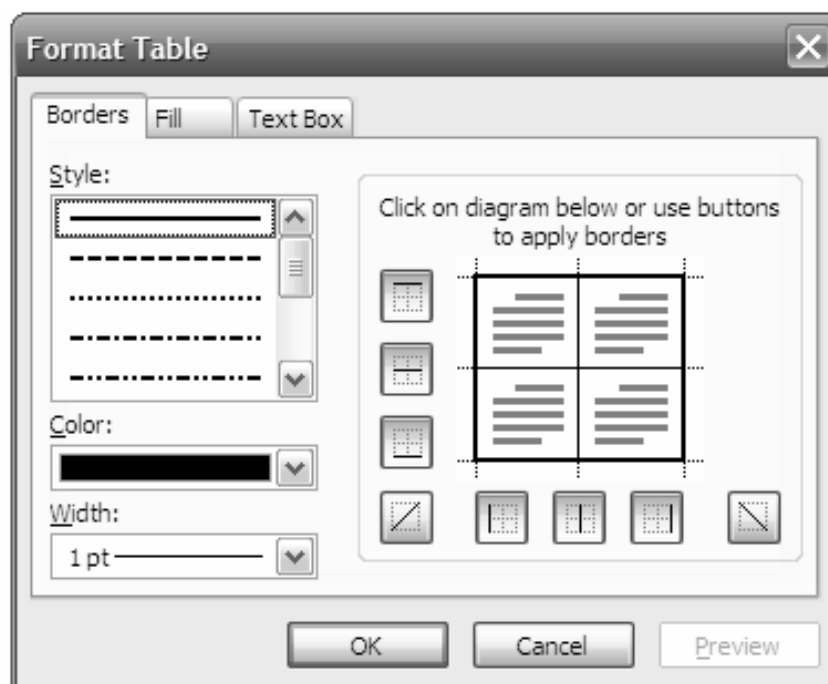 Format Table
Borders Fill Text Box
Style:
Click on diagram below or use buttons
to apply borders
Color:
Width:
1 pt
OK Cancel Preview